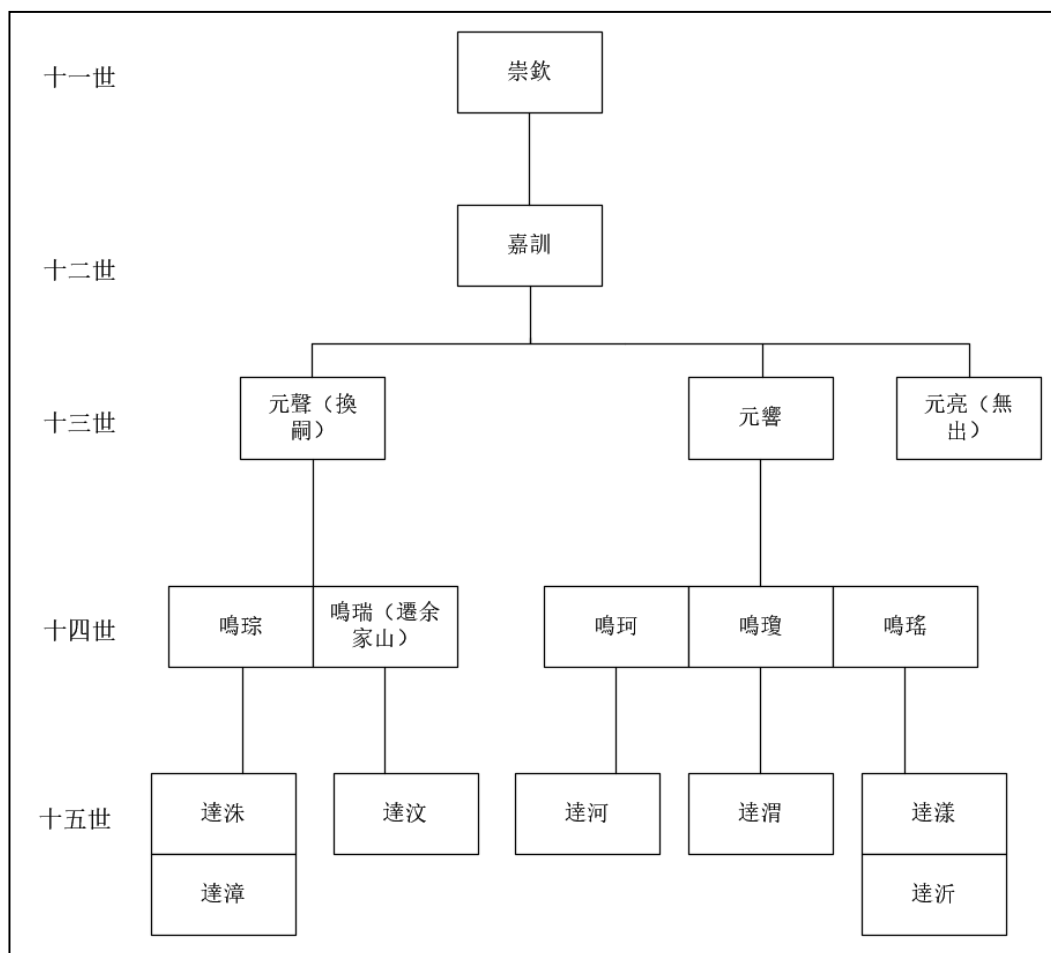 十一世
崇欽
十二世
嘉訓
十三世
元聲（換
嗣）
元響
元亮（無
出）
十四世
鳴琮
鳴瑞（遷余
家山）
鳴珂
鳴瓊
鳴瑤
十五世
達洙
達汶
達河
達渭
達漾
達漳
達沂